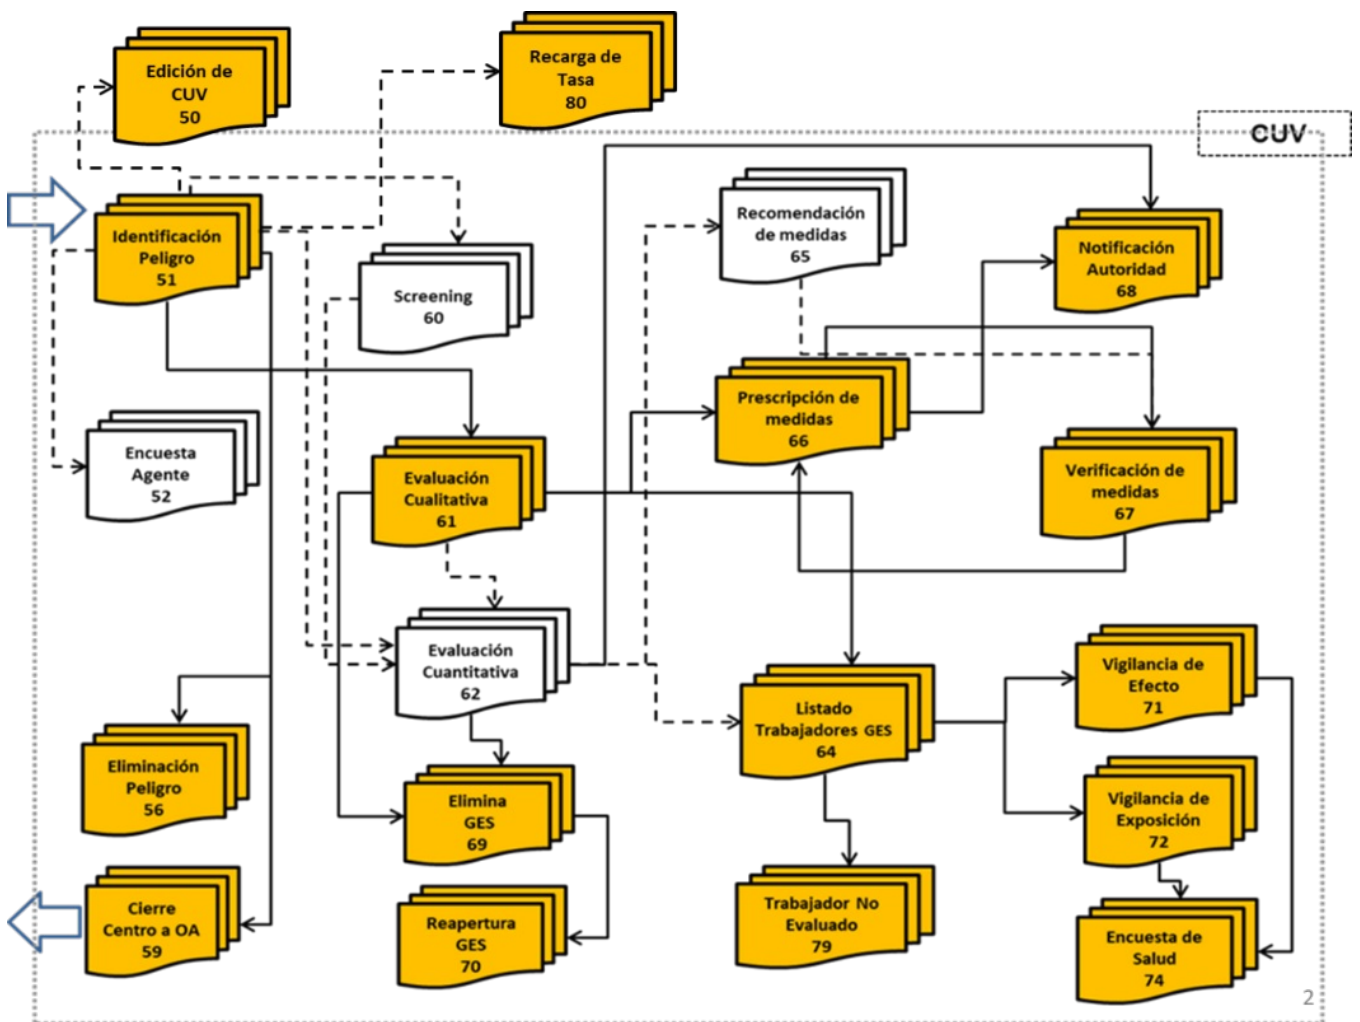 Edición de
CUV
50
Recarga de
Tasa
80
CUV
Identificación
Peligro
51
Recomendación
de medidas
65
Notificación
Autoridad
68
Screening
60
Prescripción de
medidas
66
Encuesta
Agente
52
Evaluación
Cualitativa
61
Verificación de
medidas
67
Evaluación
Cuantitativa
62
Listado
Trabajadores GES
64
Vigilancia de
Efecto
71
Eliminación
Peligro
56
Elimina
GES
69
Vigilancia de
Exposición
72
Cierre
Centro a OA
59
Reapertura
GES
70
Trabajador No
Evaluado
79
Encuesta de
Salud
74
2